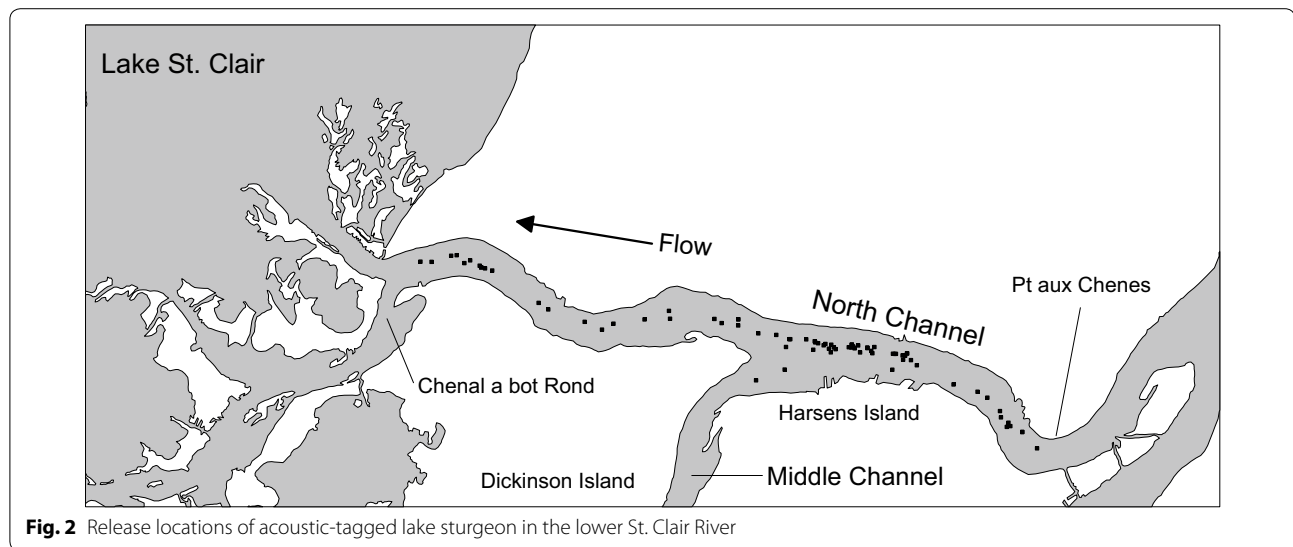 Lake St. Clair
Flow
Pt aux Chenes
North Channel
Chenal a bot Rond
Harsens Island
Dickinson Island
Middle Channel
Fig. 2 Release locations of acoustic-tagged lake sturgeon in the lower St. Clair River